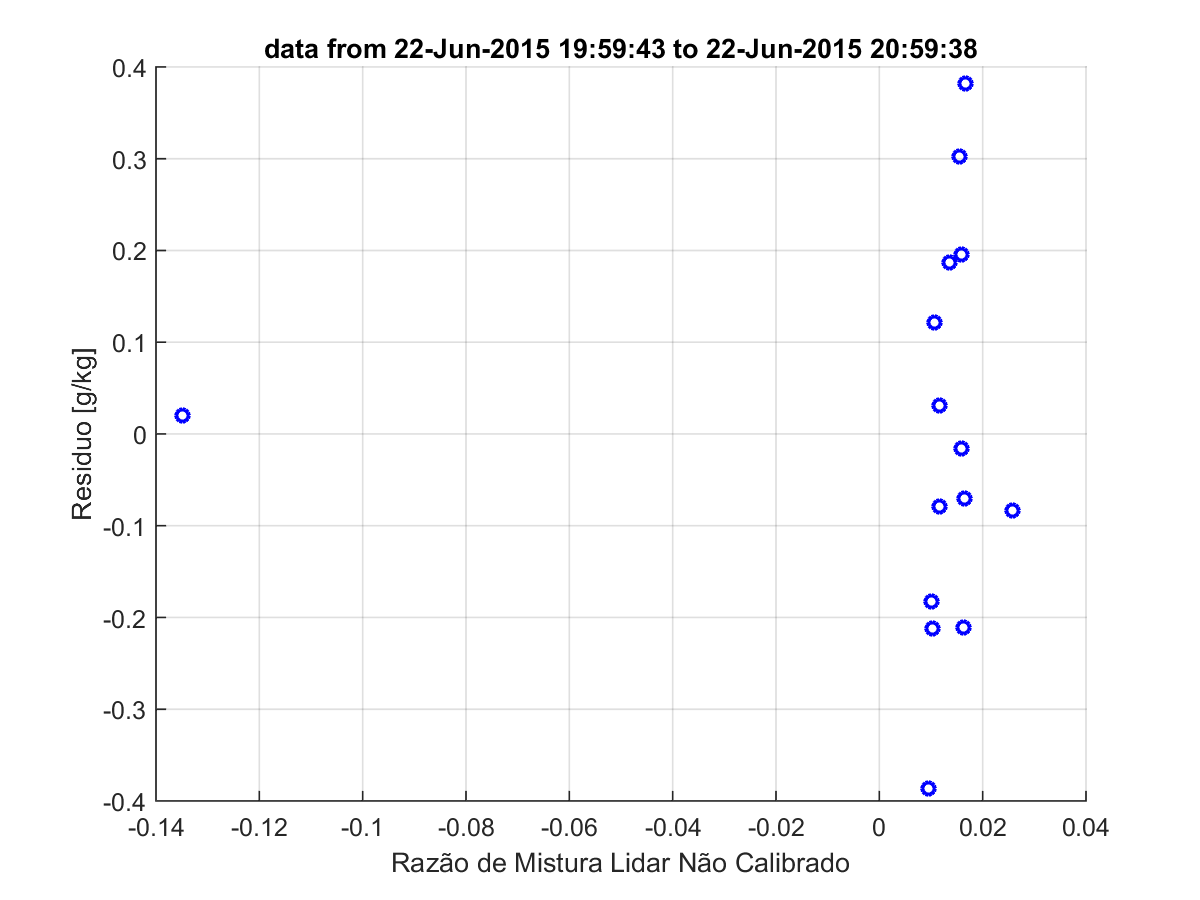 data from 22-Jun-2015 19:59:43 to 22-Jun-2015 20:59:38
0.4
0.3
0.2
0.1
0
-0.1
-0.2
-0.3
-0.4
Residuo [g/kg]
-0.14 -0.12 -0.1 -0.08 -0.06 -0.04 -0.02 0 0.02 0.04
Razão de Mistura Lidar Não Calibrado